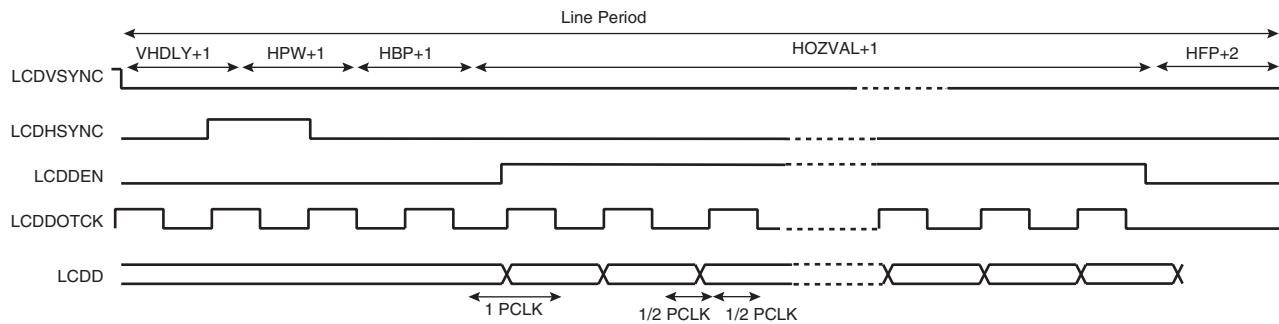 Line Period
VHDLY+1 HPW+1 HBP+1 HOZVAL+1 HFP+2
LCDVSYNC
LCDHSYNC
LCDDEN
LCDDOTCK
LCDD
1 PCLK 1/2 PCLK 1/2 PCLK